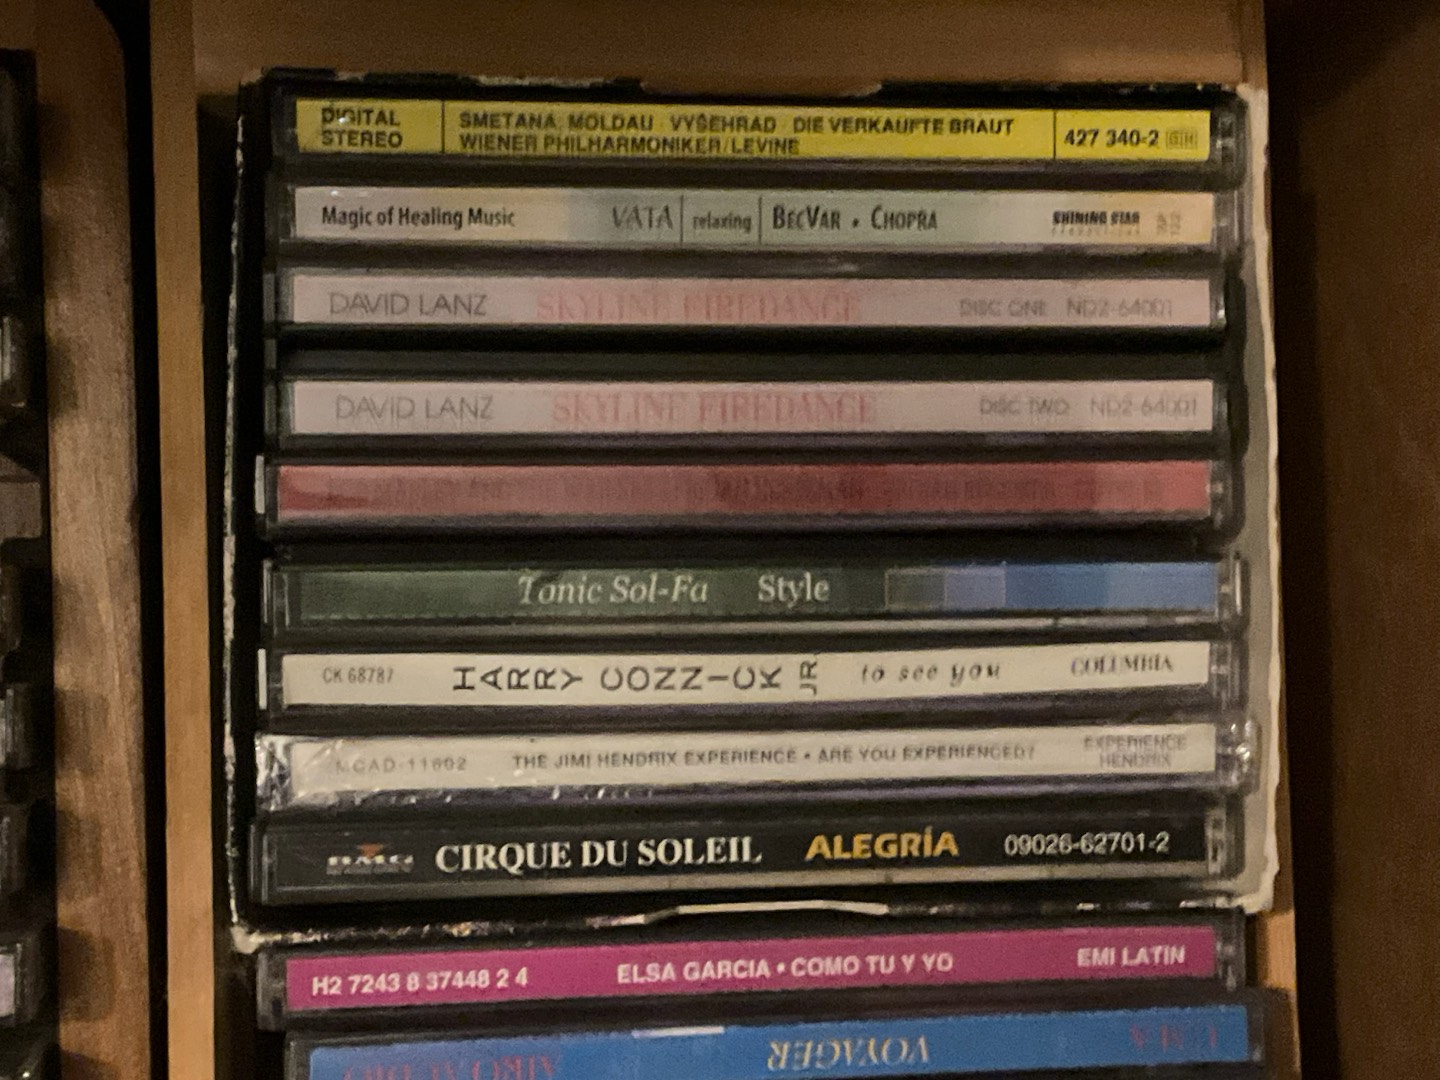 DIGITAL STEREO
SMETANA: MOLDAU · VYŠEHRAD · DIE VERKAUFTE BRAUT
WIENER PHILHARMONIKER/LEVINE
427 340-2 GH
Magic of Healing Music VATA relaxing BECVAR • CHOPRA SHINING STAR
DAVID LANZ SKYLINE FIREDANCE DISC ONE ND2-64001
DAVID LANZ SKYLINE FIREDANCE DISC TWO ND2-64001
Tonic Sol-Fa Style
CK 68787 HARRY CONNICK JR to see you COLUMBIA
MCAD-11602 THE JIMI HENDRIX EXPERIENCE • ARE YOU EXPERIENCED? EXPERIENCE HENDRIX
BMG CIRQUE DU SOLEIL ALEGRÍA 09026-62701-2
H2 7243 8 37448 2 4 ELSA GARCIA • COMO TU Y YO EMI LATIN
VOYAGER